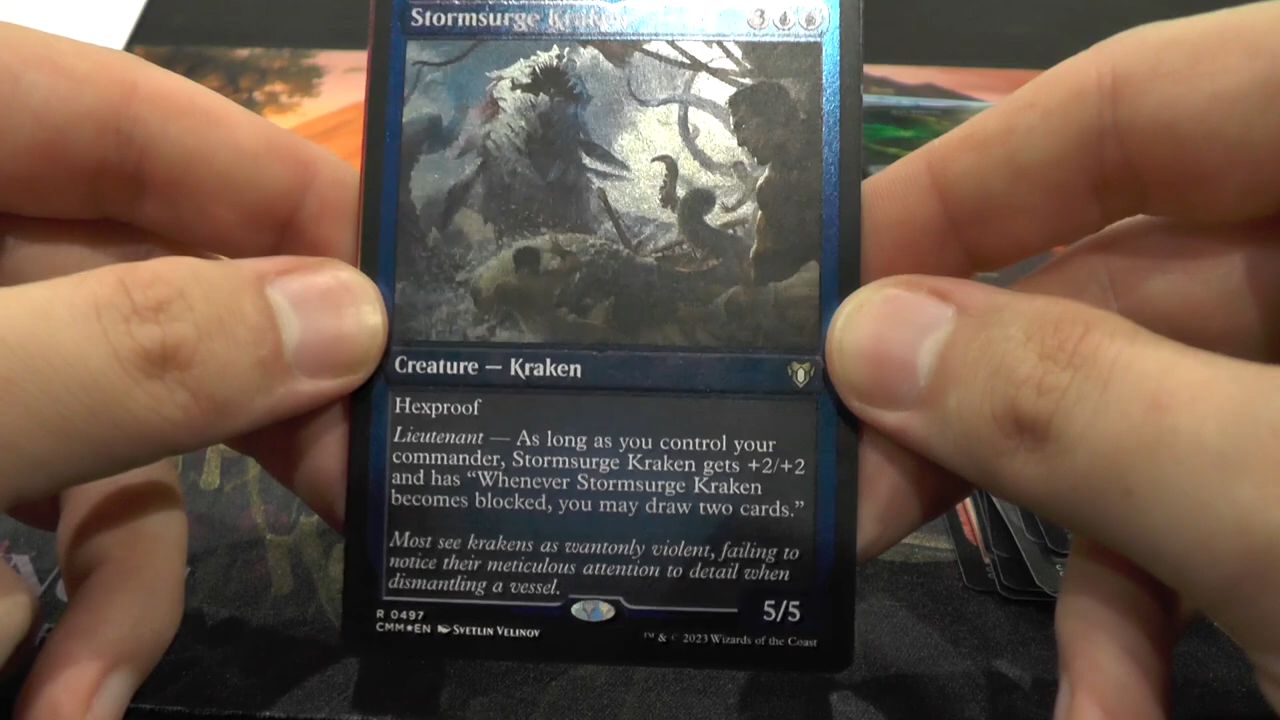 Stormsurge Kraken 3
Creature — Kraken
Hexproof
Lieutenant — As long as you control your
commander, Stormsurge Kraken gets +2/+2
and has “Whenever Stormsurge Kraken
becomes blocked, you may draw two cards.”
Most see krakens as wantonly violent, failing to
notice their meticulous attention to detail when
dismantling a vessel.
5/5
R 0497
CMM★EN Svetlin Velinov
™ & © 2023 Wizards of the Coast